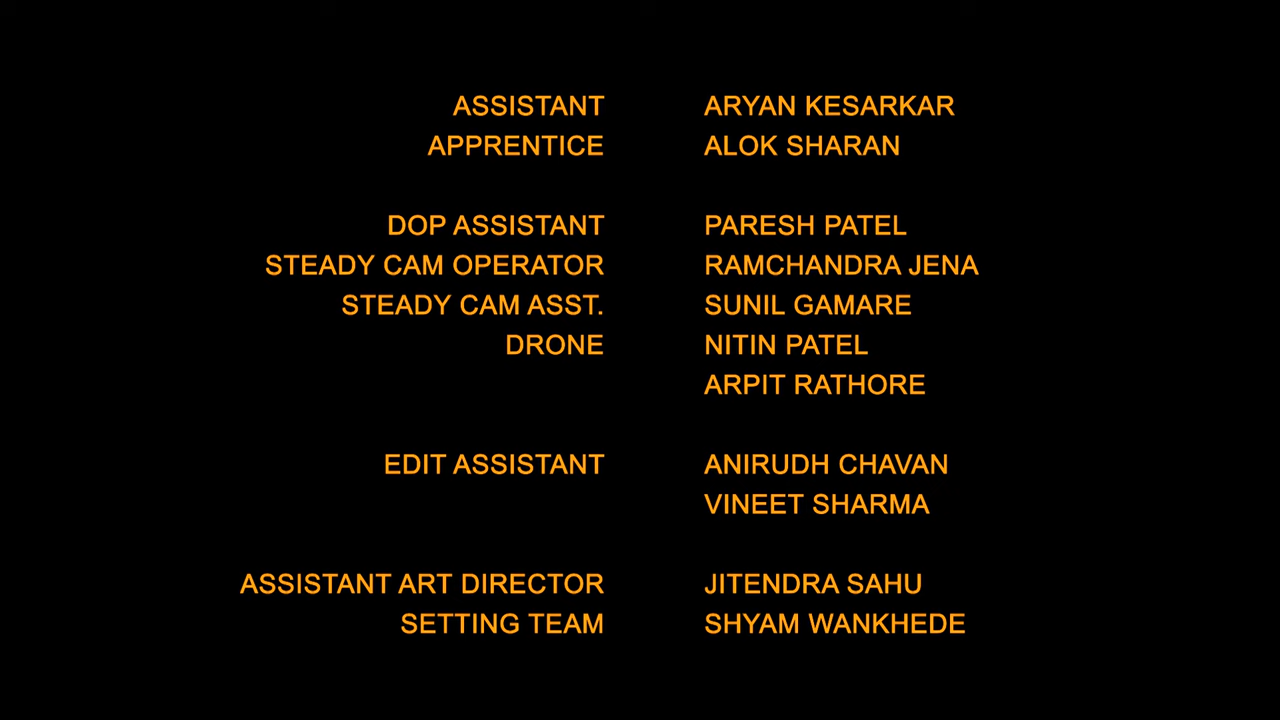 ASSISTANT ARYAN KESARKAR
APPRENTICE ALOK SHARAN
DOP ASSISTANT PARESH PATEL
STEADY CAM OPERATOR RAMCHANDRA JENA
STEADY CAM ASST. SUNIL GAMARE
DRONE NITIN PATEL
ARPIT RATHORE
EDIT ASSISTANT ANIRUDH CHAVAN
VINEET SHARMA
ASSISTANT ART DIRECTOR JITENDRA SAHU
SETTING TEAM SHYAM WANKHEDE